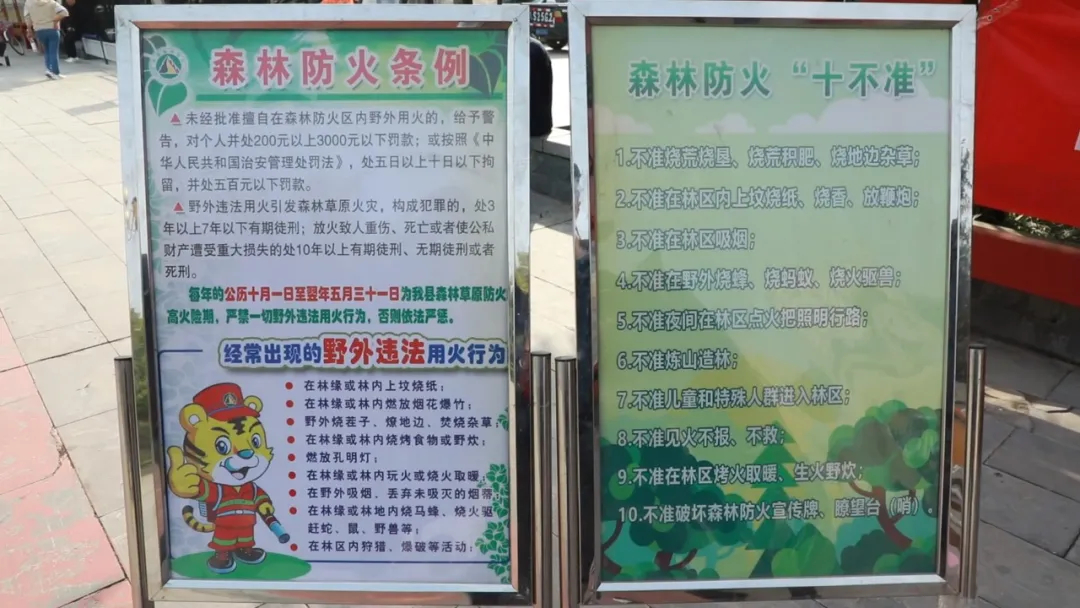 森林防火条例
▲未经批准擅自在森林防火区内野外用火的，给予警
告，对个人并处200元以上3000元以下罚款；或按照《中
华人民共和国治安管理处罚法》，处五日以上十日以下拘
留，并处五百元以下罚款。
▲野外违法用火引发森林草原火灾，构成犯罪的，处3
年以上7年以下有期徒刑；放火致人重伤、死亡或者使公私
财产遭受重大损失的处10年以上有期徒刑、无期徒刑或者
死刑。
每年的公历十月一日至翌年五月三十一日为我县森林草原防火
高火险期，严禁一切野外违法用火行为，否则依法严惩。
经常出现的野外违法用火行为
● 在林缘或林内上坟烧纸；
● 在林缘或林内燃放烟花爆竹；
● 野外烧茬子、燎地边、焚烧杂草；
● 在林缘或林内烧烤食物或野炊；
● 燃放孔明灯；
● 在林缘或林内玩火或烧火取暖；
● 在野外吸烟、丢弃未吸灭的烟蒂；
● 在林缘或林地内烧马蜂、烧火驱
赶蛇、鼠、野兽等；
● 在林区内狩猎、爆破等活动；
森林防火“十不准”
1.不准烧荒烧垦、烧荒积肥、烧地边杂草；
2.不准在林区内上坟烧纸、烧香、放鞭炮；
3.不准在林区吸烟；
4.不准在野外烧蜂、烧蚂蚁、烧火驱兽；
5.不准夜间在林区点火把照明行路；
6.不准炼山造林；
7.不准儿童和特殊人群进入林区；
8.不准见火不报、不救；
9.不准在林区烤火取暖、生火野炊；
10.不准破坏森林防火宣传牌、瞭望台（哨）.